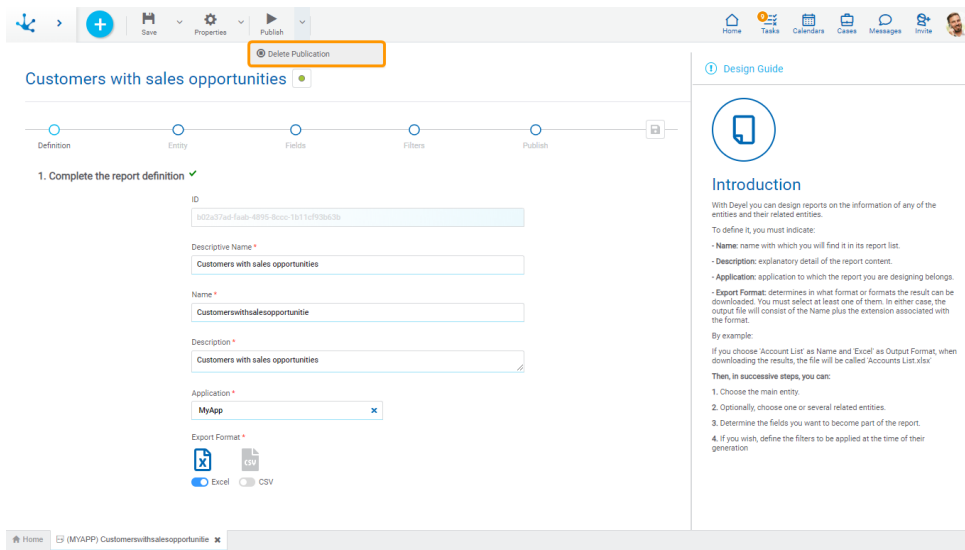 Save
Properties
Publish
Home
9
Tasks
Calendars
Cases
Messages
Invite
Delete Publication
Customers with sales opportunities
Definition
Entity
Fields
Filters
Publish
1. Complete the report definition
ID
b02a37ad-faab-4895-8ccc-1b11cf93b63b
Descriptive Name *
Customers with sales opportunities
Name *
Customerswithsalesopportunitie
Description *
Customers with sales opportunities
Application *
MyApp
Export Format *
X
CSV
Excel
CSV
Design Guide
Introduction
With Deyel you can design reports on the information of any of the
entities and their related entities.
To define it, you must indicate:
- Name: name with which you will find it in its report list.
- Description: explanatory detail of the report content.
- Application: application to which the report you are designing belongs.
- Export Format: determines in what format or formats the result can be
downloaded. You must select at least one of them. In either case, the
output file will consist of the Name plus the extension associated with
the format.
By example:
If you choose 'Account List' as Name and 'Excel' as Output Format, when
downloading the results, the file will be called 'Accounts List.xlsx'
Then, in successive steps, you can:
1. Choose the main entity.
2. Optionally, choose one or several related entities.
3. Determine the fields you want to become part of the report.
4. If you wish, define the filters to be applied at the time of their
generation
Home
(MYAPP) Customerswithsalesopportunitie